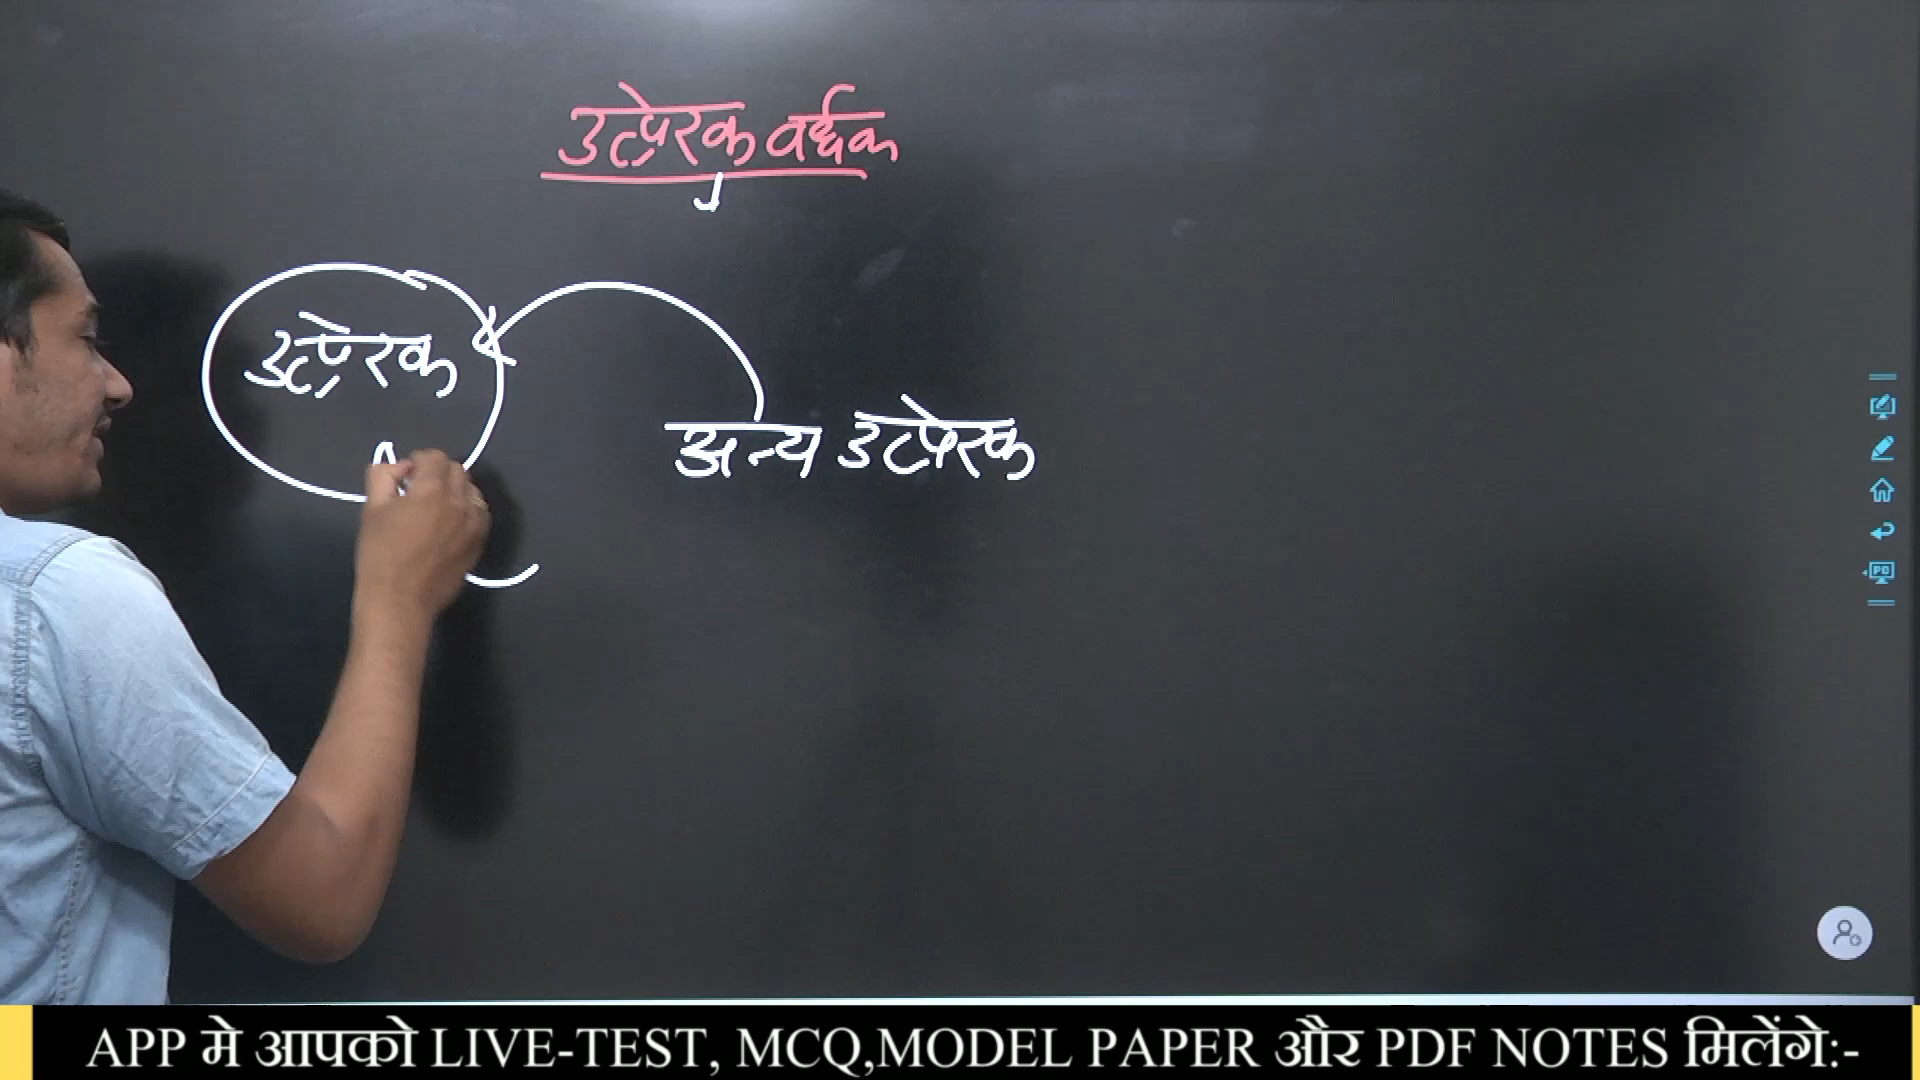 उत्प्रेरक वर्धक
उत्प्रेरक
अन्य उत्प्रेरक
APP मे आपको LIVE-TEST, MCQ,MODEL PAPER और PDF NOTES मिलेंगे:-